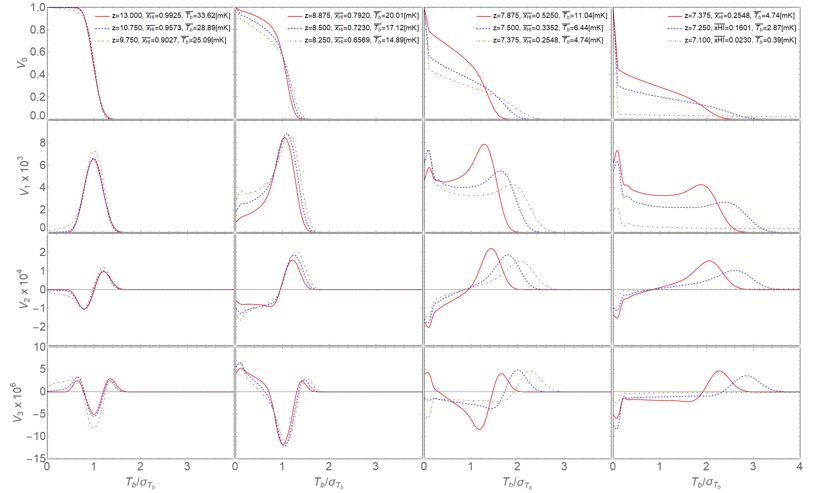 z=13.000, x̅HI=0.9925, T̅b=33.62[mK]
z=10.750, x̅HI=0.9573, T̅b=28.89[mK]
z=9.750, x̅HI=0.9027, T̅b=25.09[mK]
z=8.875, x̅HI=0.7920, T̅b=20.01[mK]
z=8.500, x̅HI=0.7230, T̅b=17.12[mK]
z=8.250, x̅HI=0.6569, T̅b=14.89[mK]
z=7.875, x̅HI=0.5250, T̅b=11.04[mK]
z=7.500, x̅HI=0.3352, T̅b=6.44[mK]
z=7.375, x̅HI=0.2548, T̅b=4.74[mK]
z=7.375, x̅HI=0.2548, T̅b=4.74[mK]
z=7.250, x̅HI=0.1601, T̅b=2.87[mK]
z=7.100, x̅HI=0.0230, T̅b=0.39[mK]
1.0
0.8
0.6
0.4
0.2
0.0
V0
8
6
4
2
0
V1 x 10³
2
1
0
−1
−2
V2 x 10⁴
10
5
0
−5
−10
−15
V3 x 10⁶
0 1 2 3 0 1 2 3 0 1 2 3 0 1 2 3 4
Tb/σTb Tb/σTb Tb/σTb Tb/σTb